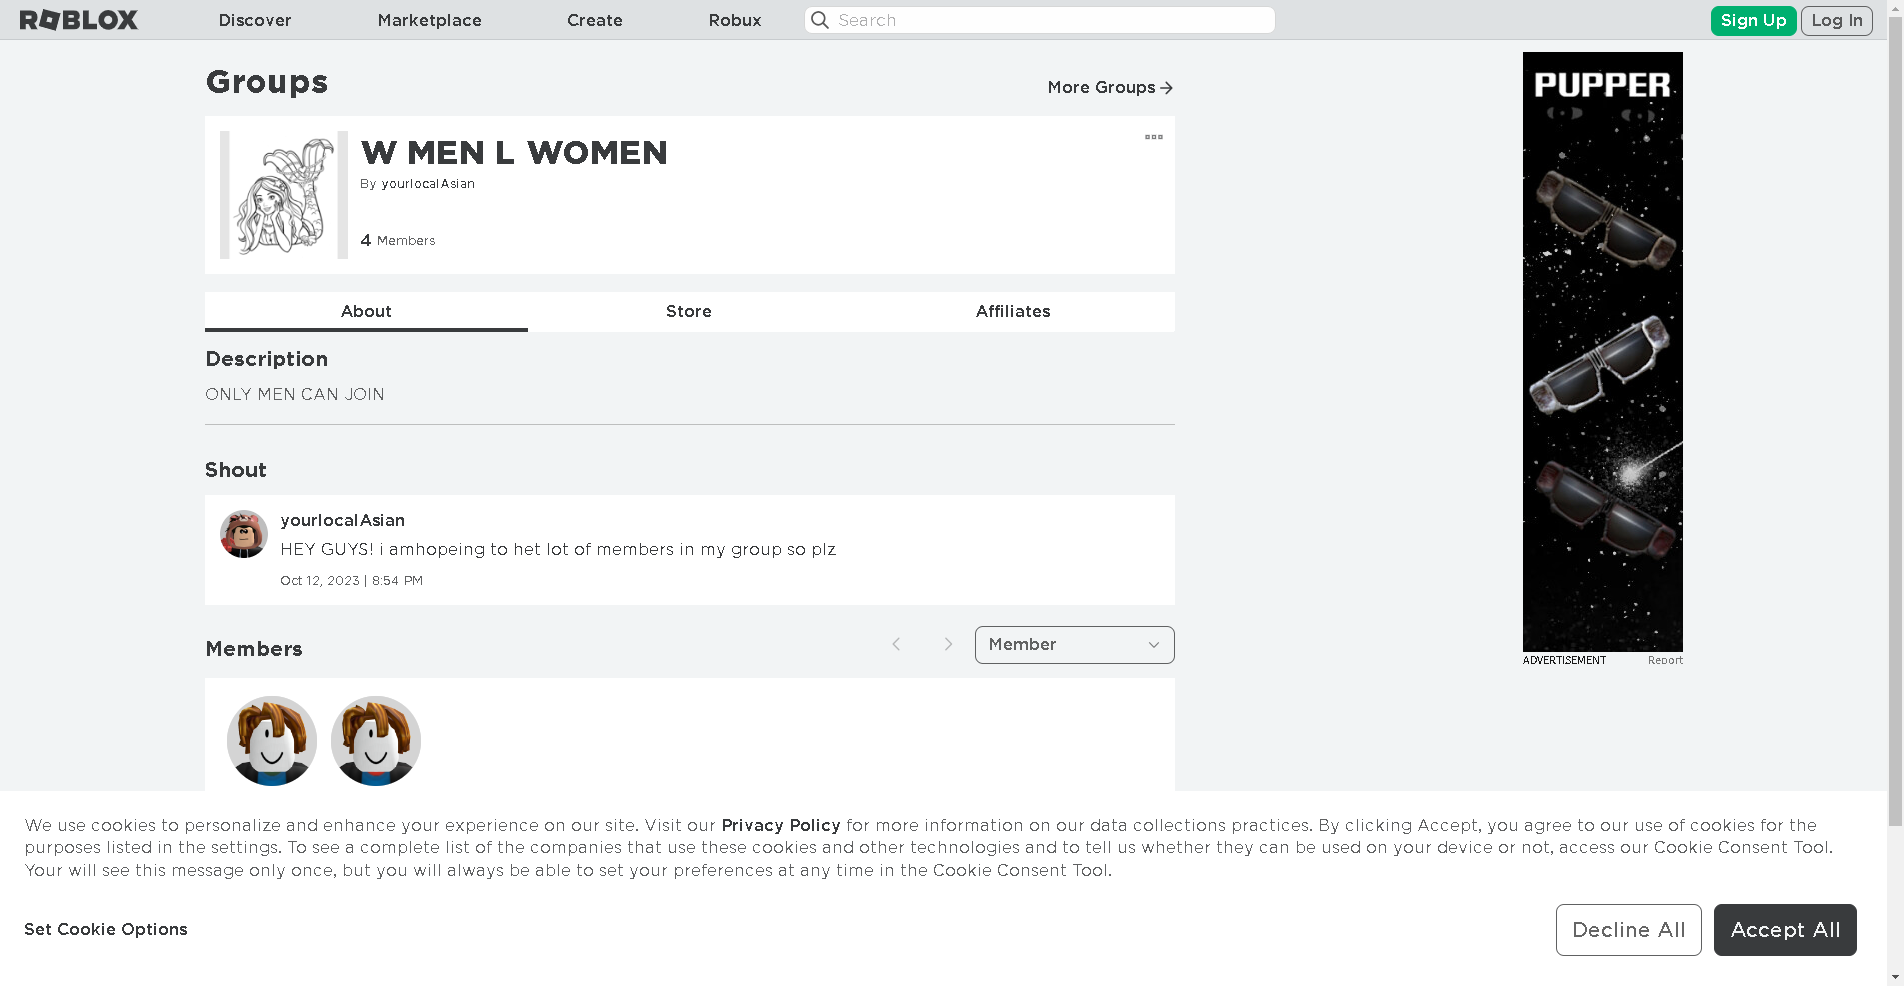 ROBLOX
Discover
Marketplace
Create
Robux
Search
Sign Up
Log In
Groups
More Groups
W MEN L WOMEN
By yourlocalAsian
4 Members
About
Store
Affiliates
Description
ONLY MEN CAN JOIN
Shout
yourlocalAsian
HEY GUYS! i amhopeing to het lot of members in my group so plz
Oct 12, 2023 | 8:54 PM
Members
Member
PUPPER
ADVERTISEMENT
Report
We use cookies to personalize and enhance your experience on our site. Visit our Privacy Policy for more information on our data collections practices. By clicking Accept, you agree to our use of cookies for the
purposes listed in the settings. To see a complete list of the companies that use these cookies and other technologies and to tell us whether they can be used on your device or not, access our Cookie Consent Tool.
Your will see this message only once, but you will always be able to set your preferences at any time in the Cookie Consent Tool.
Set Cookie Options
Decline All
Accept All